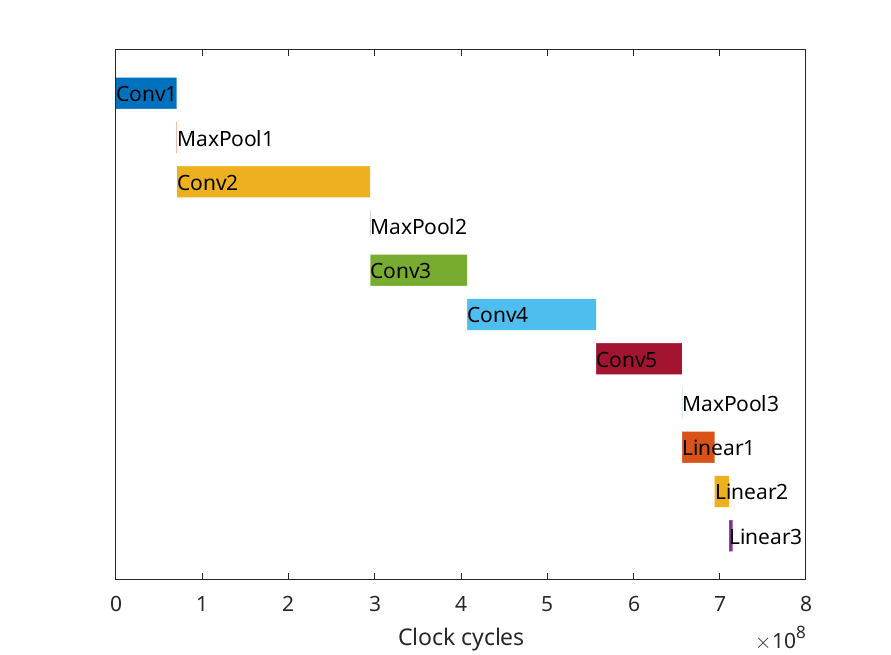 Conv1
MaxPool1
Conv2
MaxPool2
Conv3
Conv4
Conv5
MaxPool3
Linear1
Linear2
Linear3
0 1 2 3 4 5 6 7 8
Clock cycles
×10⁸